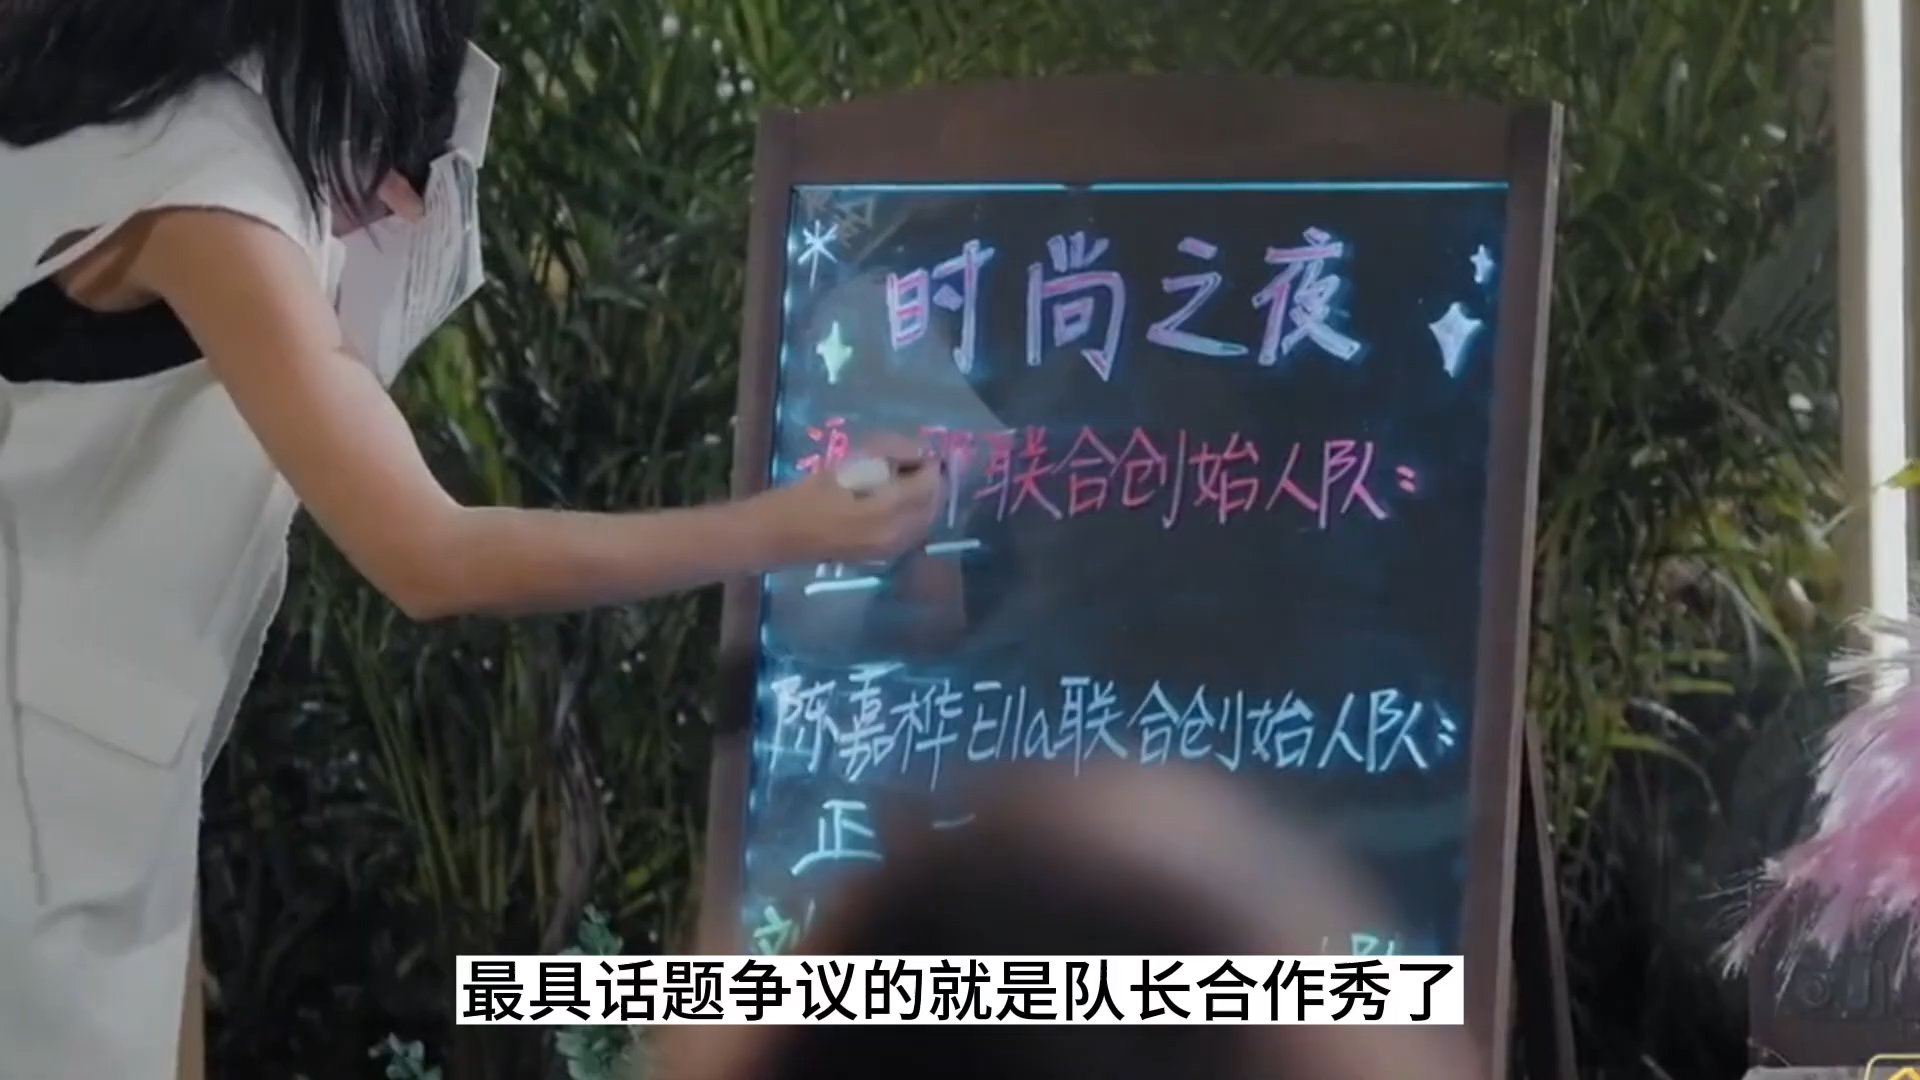 时尚之夜
联合创始人队:
正一
陈嘉桦Ella联合创始人队:
正一
队
最具话题争议的就是队长合作秀了